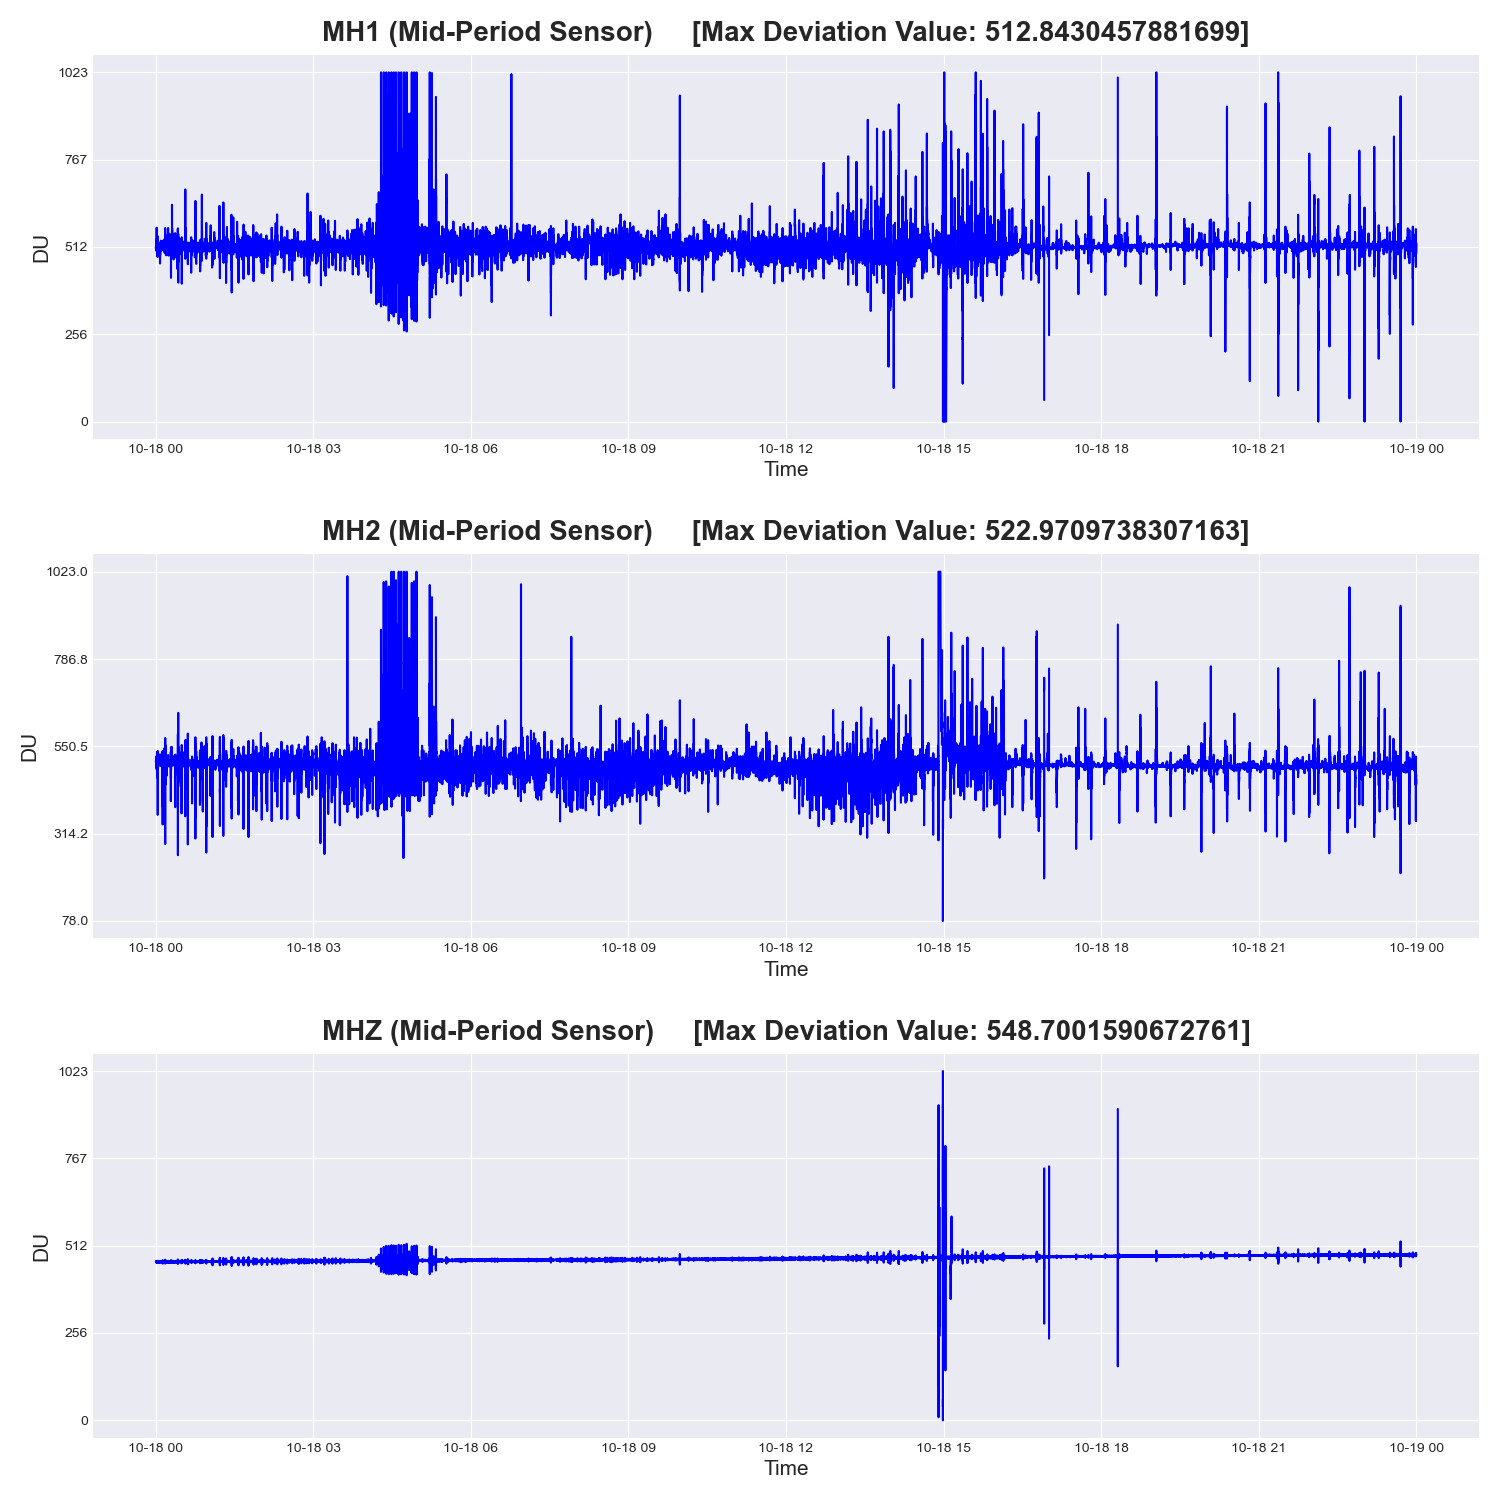 MH1 (Mid-Period Sensor) [Max Deviation Value: 512.8430457881699]
1023
767
512
256
0
DU
10-18 00 10-18 03 10-18 06 10-18 09 10-18 12 10-18 15 10-18 18 10-18 21 10-19 00
Time
MH2 (Mid-Period Sensor) [Max Deviation Value: 522.9709738307163]
1023.0
786.8
550.5
314.2
78.0
DU
10-18 00 10-18 03 10-18 06 10-18 09 10-18 12 10-18 15 10-18 18 10-18 21 10-19 00
Time
MHZ (Mid-Period Sensor) [Max Deviation Value: 548.7001590672761]
1023
767
512
256
0
DU
10-18 00 10-18 03 10-18 06 10-18 09 10-18 12 10-18 15 10-18 18 10-18 21 10-19 00
Time